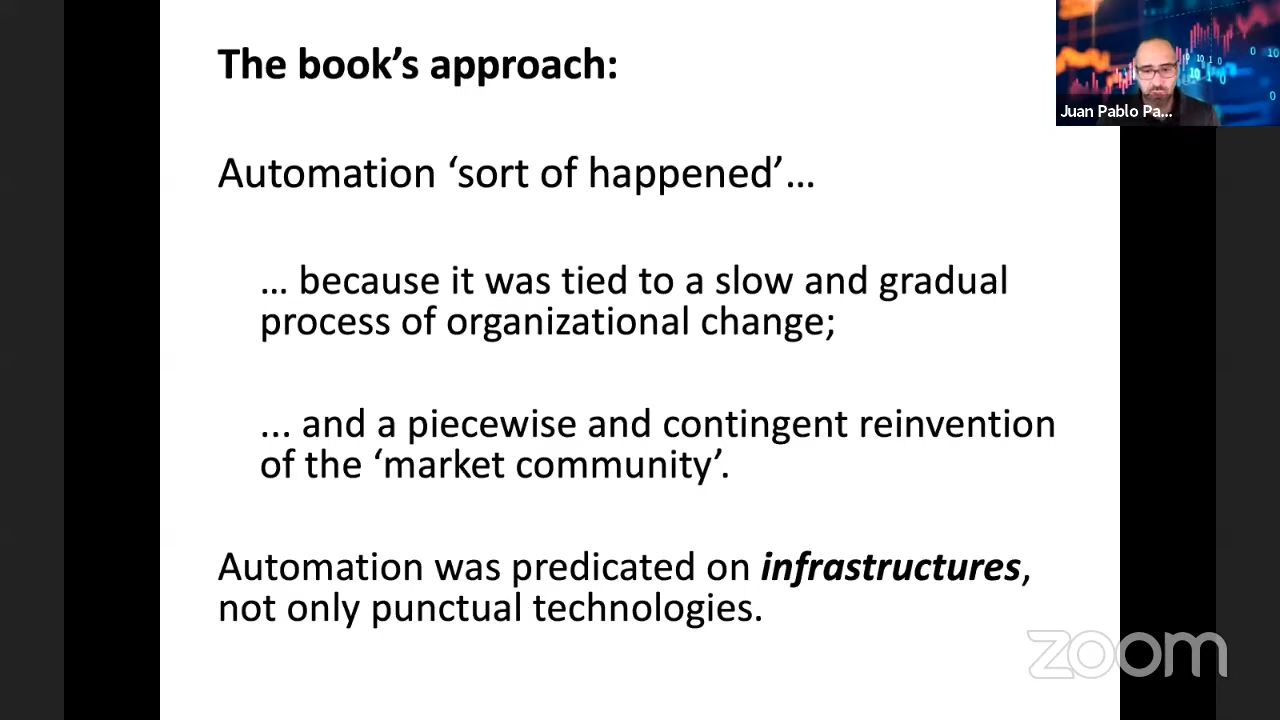 The book’s approach:
Automation ‘sort of happened’…
… because it was tied to a slow and gradual
process of organizational change;
... and a piecewise and contingent reinvention
of the ‘market community’.
Automation was predicated on infrastructures,
not only punctual technologies.
Juan Pablo Pa...
zoom